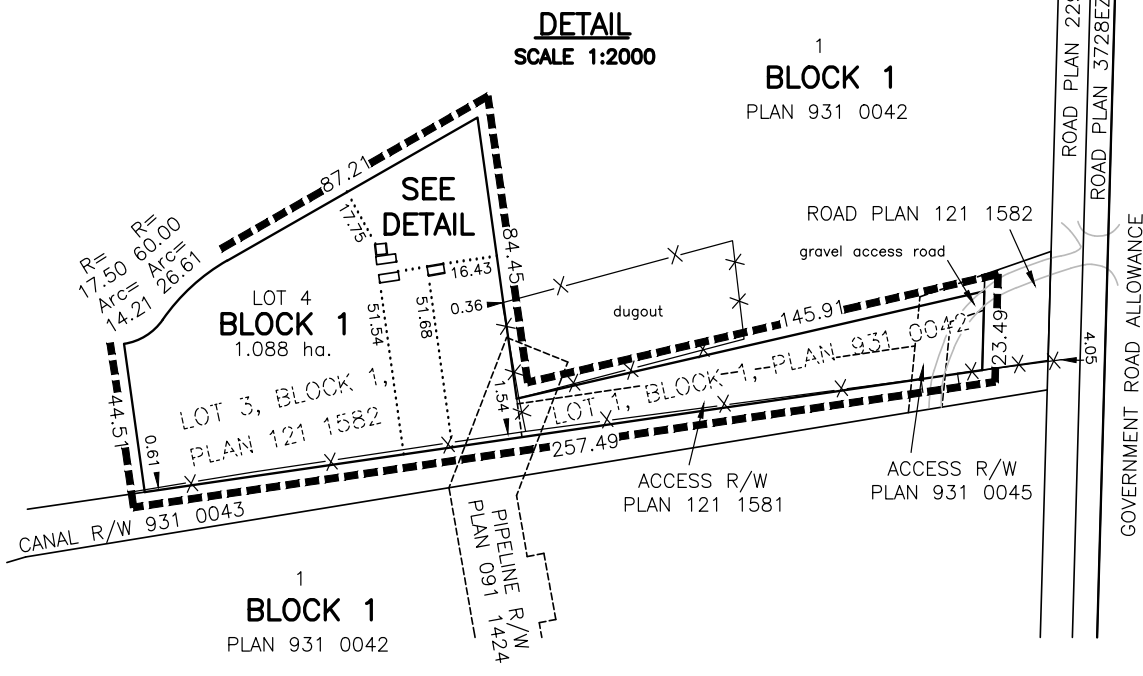 DETAIL
SCALE 1:2000
1
BLOCK 1
PLAN 931 0042
ROAD PLAN 229
ROAD PLAN 3728EZ
GOVERNMENT ROAD ALLOWANCE
87.21
SEE
DETAIL
17.75
84.45
16.43
0.36
R=
17.50
Arc=
14.21
R=
60.00
Arc=
26.61
LOT 4
BLOCK 1
1.088 ha.
51.54
51.68
dugout
145.91
ROAD PLAN 121 1582
gravel access road
23.49
4.05
LOT 3, BLOCK 1,
PLAN 121 1582
LOT 1, BLOCK 1, PLAN 931 0042
44.51
0.61
1.54
257.49
ACCESS R/W
PLAN 121 1581
ACCESS R/W
PLAN 931 0045
CANAL R/W 931 0043
PIPELINE R/W
PLAN 091 1424
1
BLOCK 1
PLAN 931 0042